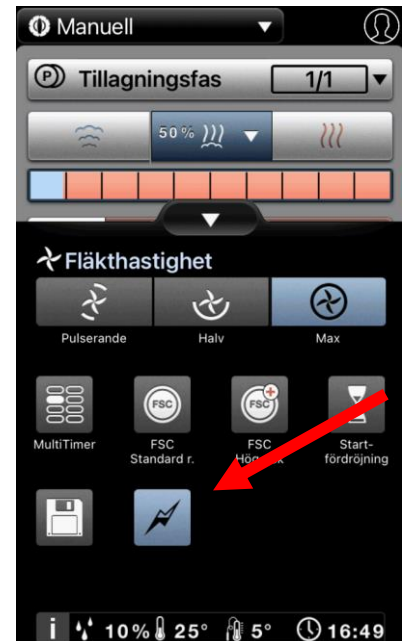 Manuell
P Tillagningsfas 1/1
50%
Fläkthastighet
Pulserande Halv Max
FSC FSC
MultiTimer FSC FSC Start-
Standard r. fördröjning
i 10% 25° 5° 16:49